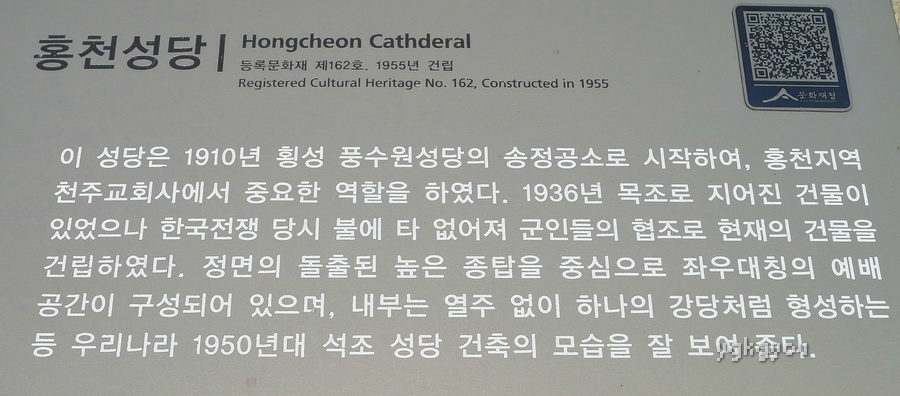 홍천성당
Hongcheon Cathderal
등록문화재 제162호, 1955년 건립
Registered Cultural Heritage No. 162, Constructed in 1955
문화재청
이 성당은 1910년 횡성 풍수원성당의 송정공소로 시작하여, 홍천지역
천주교회사에서 중요한 역할을 하였다. 1936년 목조로 지어진 건물이
있었으나 한국전쟁 당시 불에 타 없어져 군인들의 협조로 현재의 건물을
건립하였다. 정면의 돌출된 높은 종탑을 중심으로 좌우대칭의 예배
공간이 구성되어 있으며, 내부는 열주 없이 하나의 강당처럼 형성하는
등 우리나라 1950년대 석조 성당 건축의 모습을 잘 보여 준다.